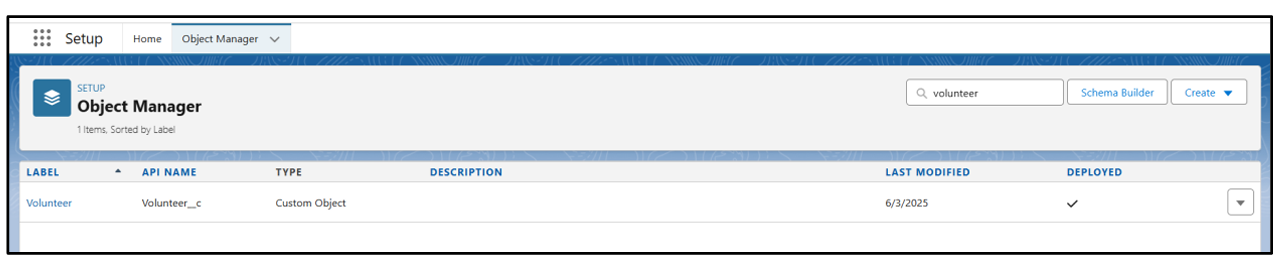 Setup Home Object Manager
SETUP
Object Manager
1 Items, Sorted by Label
volunteer Schema Builder Create
LABEL API NAME TYPE DESCRIPTION LAST MODIFIED DEPLOYED
Volunteer Volunteer__c Custom Object 6/3/2025